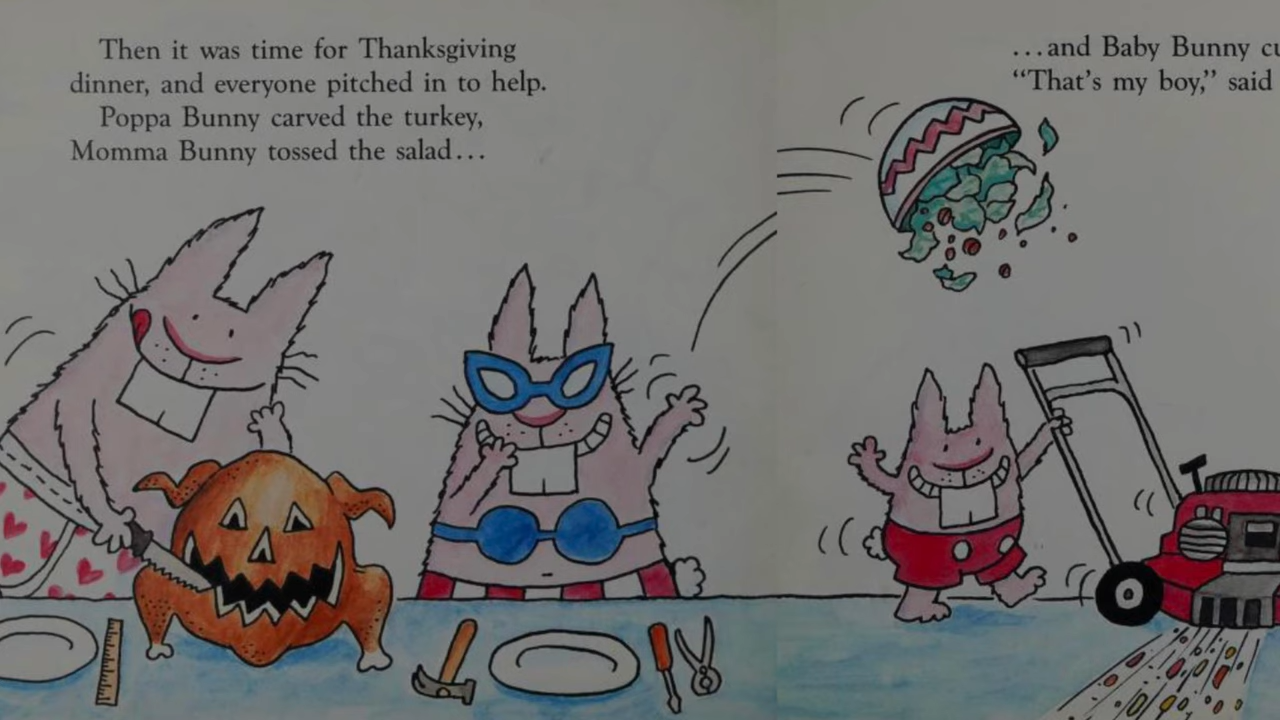 Then it was time for Thanksgiving
dinner, and everyone pitched in to help.
Poppa Bunny carved the turkey,
Momma Bunny tossed the salad...
...and Baby Bunny
"That's my boy," said